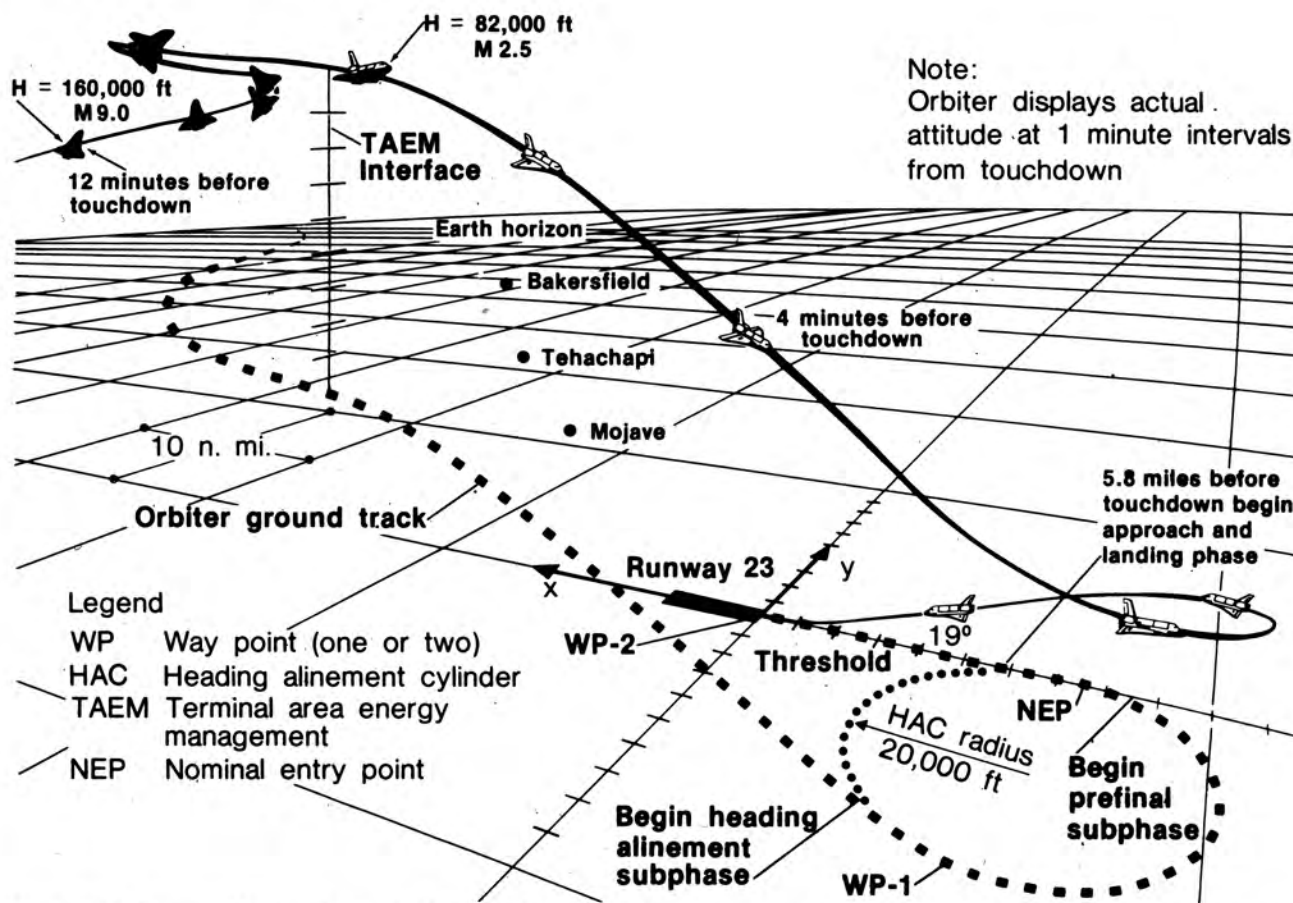 H = 82,000 ft
M 2.5
H = 160,000 ft
M 9.0
12 minutes before
touchdown
TAEM
Interface
Note:
Orbiter displays actual
attitude at 1 minute intervals
from touchdown
Earth horizon
Bakersfield
4 minutes before
touchdown
Tehachapi
Mojave
10 n. mi.
Orbiter ground track
5.8 miles before
touchdown begin
approach and
landing phase
Runway 23
x
y
WP-2
Threshold
19°
NEP
HAC radius
20,000 ft
Begin
prefinal
subphase
Begin heading
alinement
subphase
WP-1
Legend
WP Way point (one or two)
HAC Heading alinement cylinder
TAEM Terminal area energy
management
NEP Nominal entry point